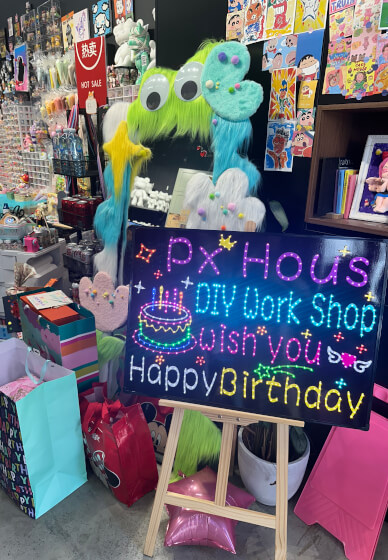 热卖
HOT SALE
Px Hous
DIY Work Shop
wish you
Happy Birthday